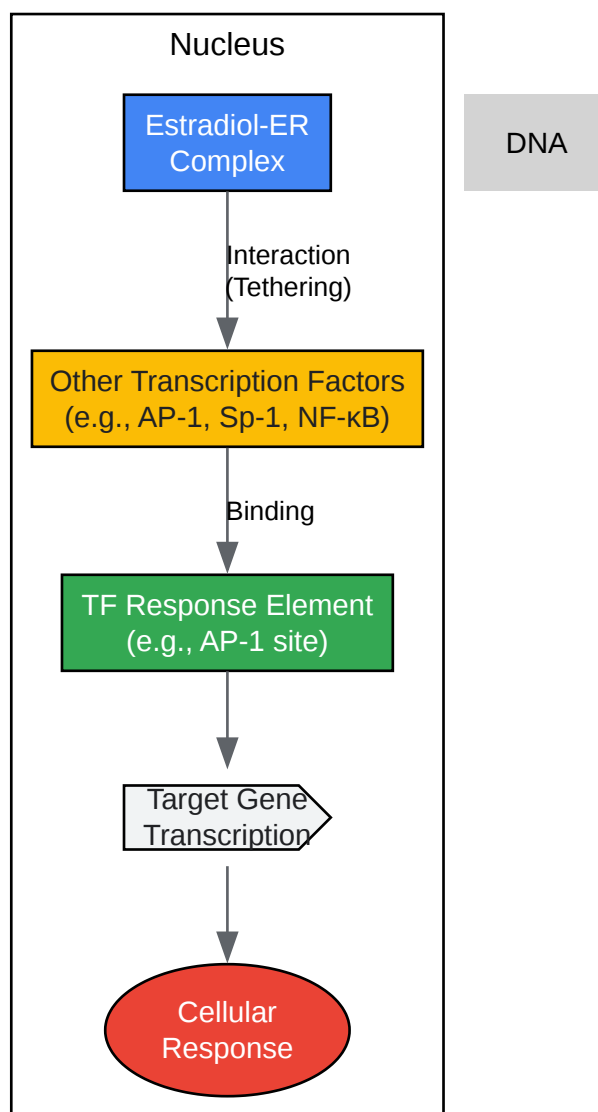 Nucleus
Estradiol-ER
Complex
DNA
Interaction
(Tethering)
Other Transcription Factors
(e.g., AP-1, Sp-1, NF-κB)
Binding
TF Response Element
(e.g., AP-1 site)
Target Gene
Transcription
Cellular
Response